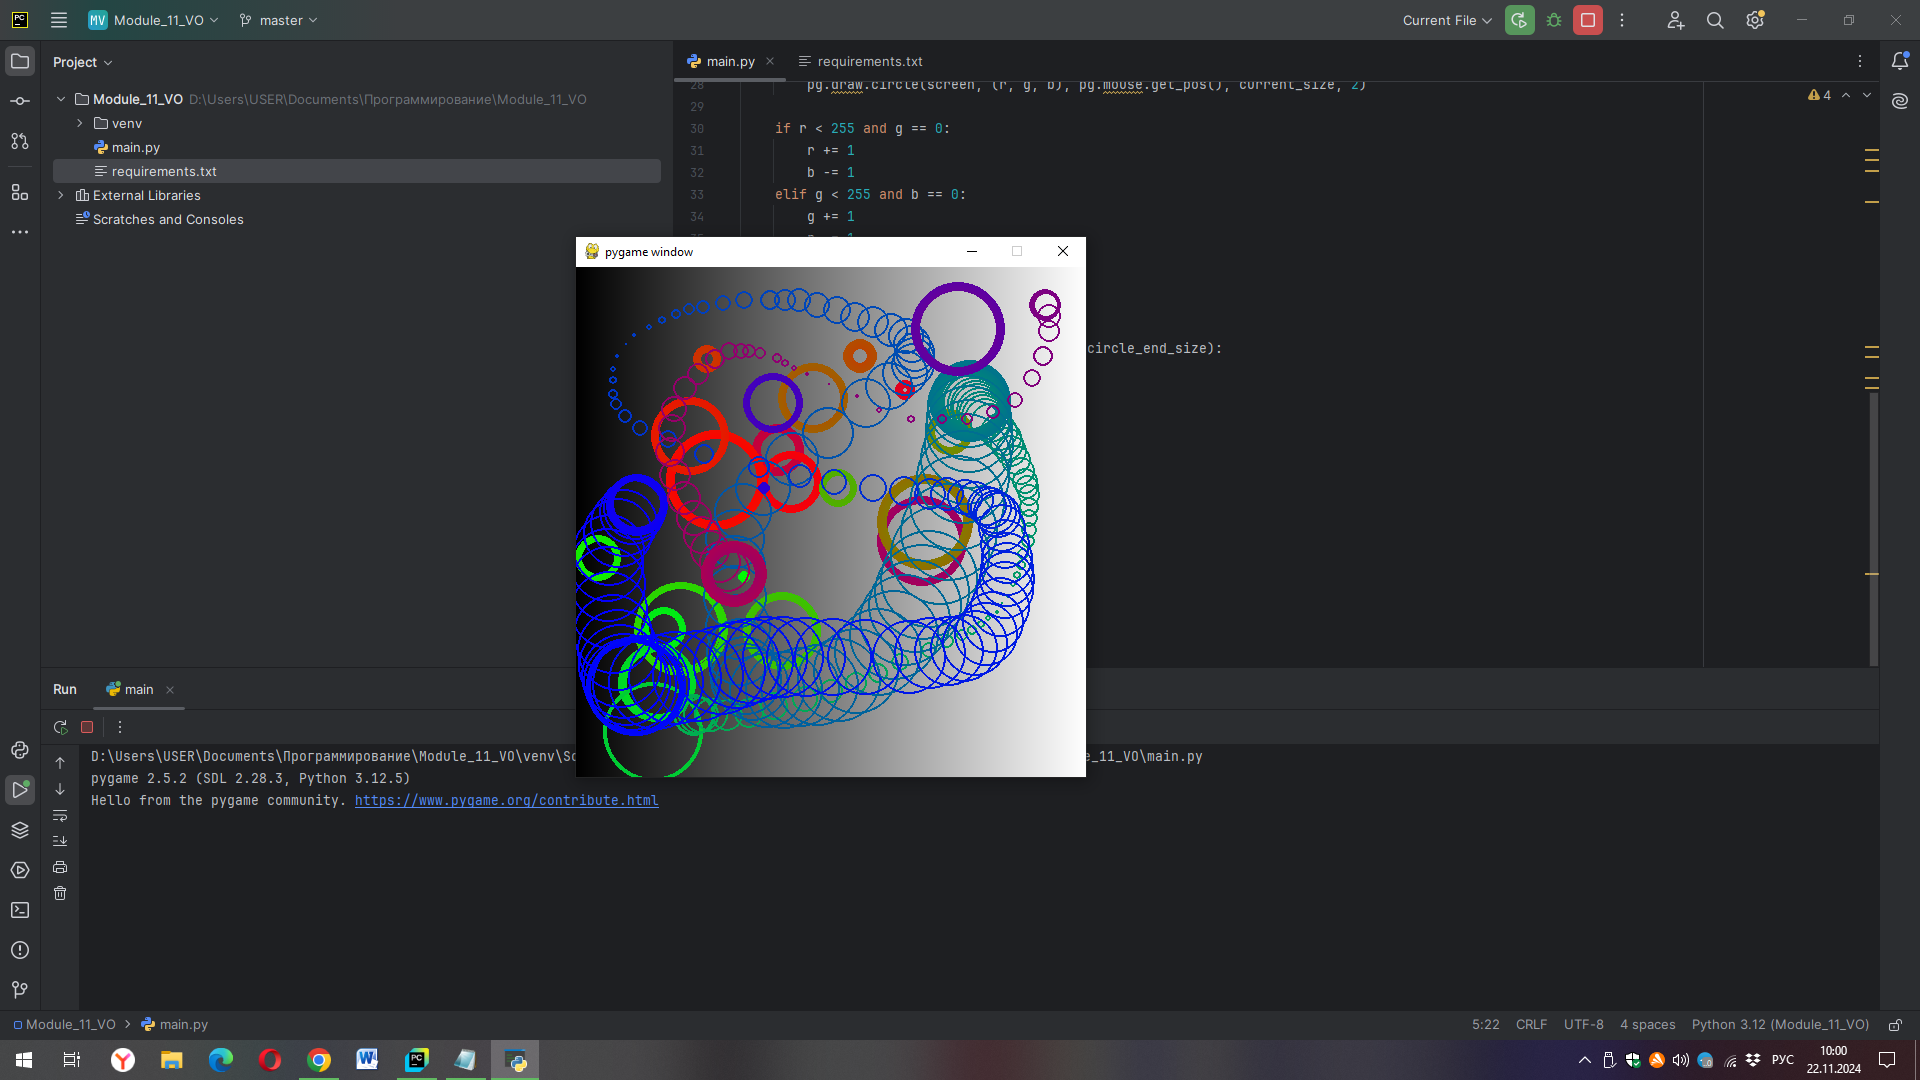 MV Module_11_VO master Current File
Project
main.py
requirements.txt
Module_11_VO D:\Users\USER\Documents\Программирование\Module_11_VO
venv
main.py
requirements.txt
External Libraries
Scratches and Consoles
28 pg.draw.circle(screen, (r, g, b), pg.mouse.get_pos(), current_size, 2)
4
29
30 if r < 255 and g == 0:
31 r += 1
32 b -= 1
33 elif g < 255 and b == 0:
34 g += 1
pygame window
circle_end_size):
Run main
D:\Users\USER\Documents\Программирование\Module_11_VO\venv\S
e_11_VO\main.py
pygame 2.5.2 (SDL 2.28.3, Python 3.12.5)
Hello from the pygame community. https://www.pygame.org/contribute.html
Module_11_VO main.py
5:22 CRLF UTF-8 4 spaces Python 3.12 (Module_11_VO)
РУС
10:00
22.11.2024